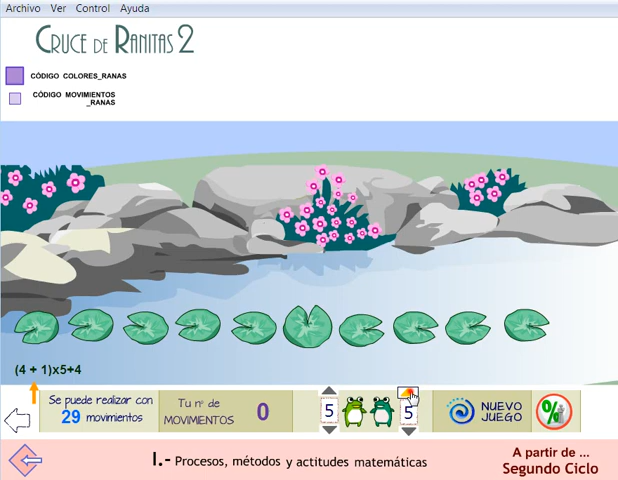 Archivo Ver Control Ayuda
CRUCE DE RANITAS 2
CÓDIGO COLORES_RANAS
CÓDIGO MOVIMIENTOS
_RANAS
(4 + 1)x5+4
Se puede realizar con
29 movimientos
Tu nº de
MOVIMIENTOS 0
5
5
NUEVO
JUEGO
%
I.- Procesos, métodos y actitudes matemáticas
A partir de ...
Segundo Ciclo